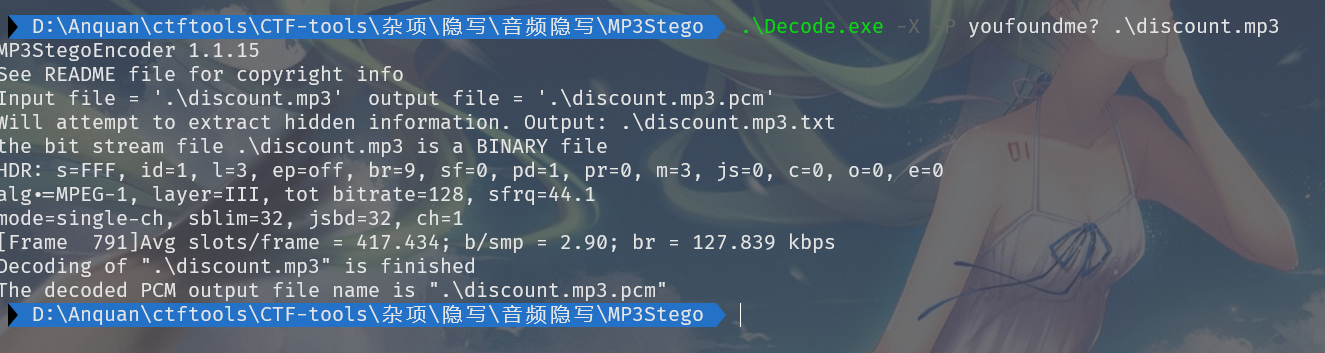 D:\Anquan\ctftools\CTF-tools\杂项\隐写\音频隐写\MP3Stego .\Decode.exe -X -P youfoundme? .\discount.mp3
MP3StegoEncoder 1.1.15
See README file for copyright info
Input file = '.\discount.mp3'  output file = '.\discount.mp3.pcm'
Will attempt to extract hidden information. Output: .\discount.mp3.txt
the bit stream file .\discount.mp3 is a BINARY file
HDR: s=FFF, id=1, l=3, ep=off, br=9, sf=0, pd=1, pr=0, m=3, js=0, c=0, o=0, e=0
alg.=MPEG-1, layer=III, tot bitrate=128, sfrq=44.1
mode=single-ch, sblim=32, jsbd=32, ch=1
[Frame  791]Avg slots/frame = 417.434; b/smp = 2.90; br = 127.839 kbps
Decoding of ".\discount.mp3" is finished
The decoded PCM output file name is ".\discount.mp3.pcm"
D:\Anquan\ctftools\CTF-tools\杂项\隐写\音频隐写\MP3Stego
01